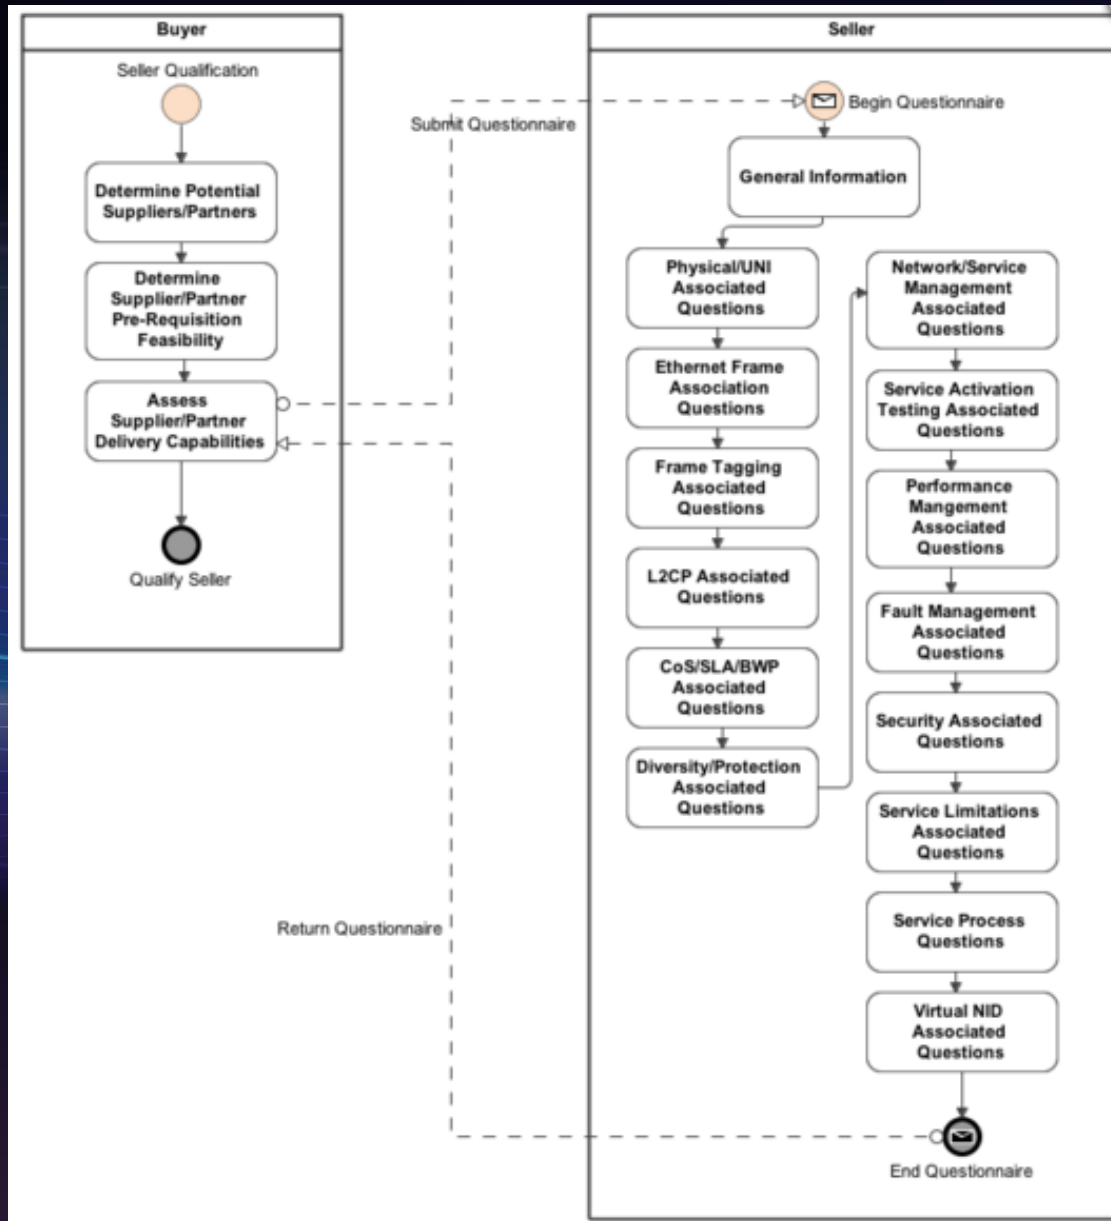 Buyer
Seller Qualification
Determine Potential
Suppliers/Partners
Determine
Supplier/Partner
Pre-Requisition
Feasibility
Assess
Supplier/Partner
Delivery Capabilities
Qualify Seller
Submit Questionnaire
Return Questionnaire
Seller
Begin Questionnaire
General Information
Physical/UNI
Associated
Questions
Ethernet Frame
Association
Questions
Frame Tagging
Associated
Questions
L2CP Associated
Questions
CoS/SLA/BWP
Associated
Questions
Diversity/Protection
Associated
Questions
Network/Service
Management
Associated
Questions
Service Activation
Testing Associated
Questions
Performance
Mangement
Associated
Questions
Fault Management
Associated
Questions
Security Associated
Questions
Service Limitations
Associated
Questions
Service Process
Questions
Virtual NID
Associated
Questions
End Questionnaire